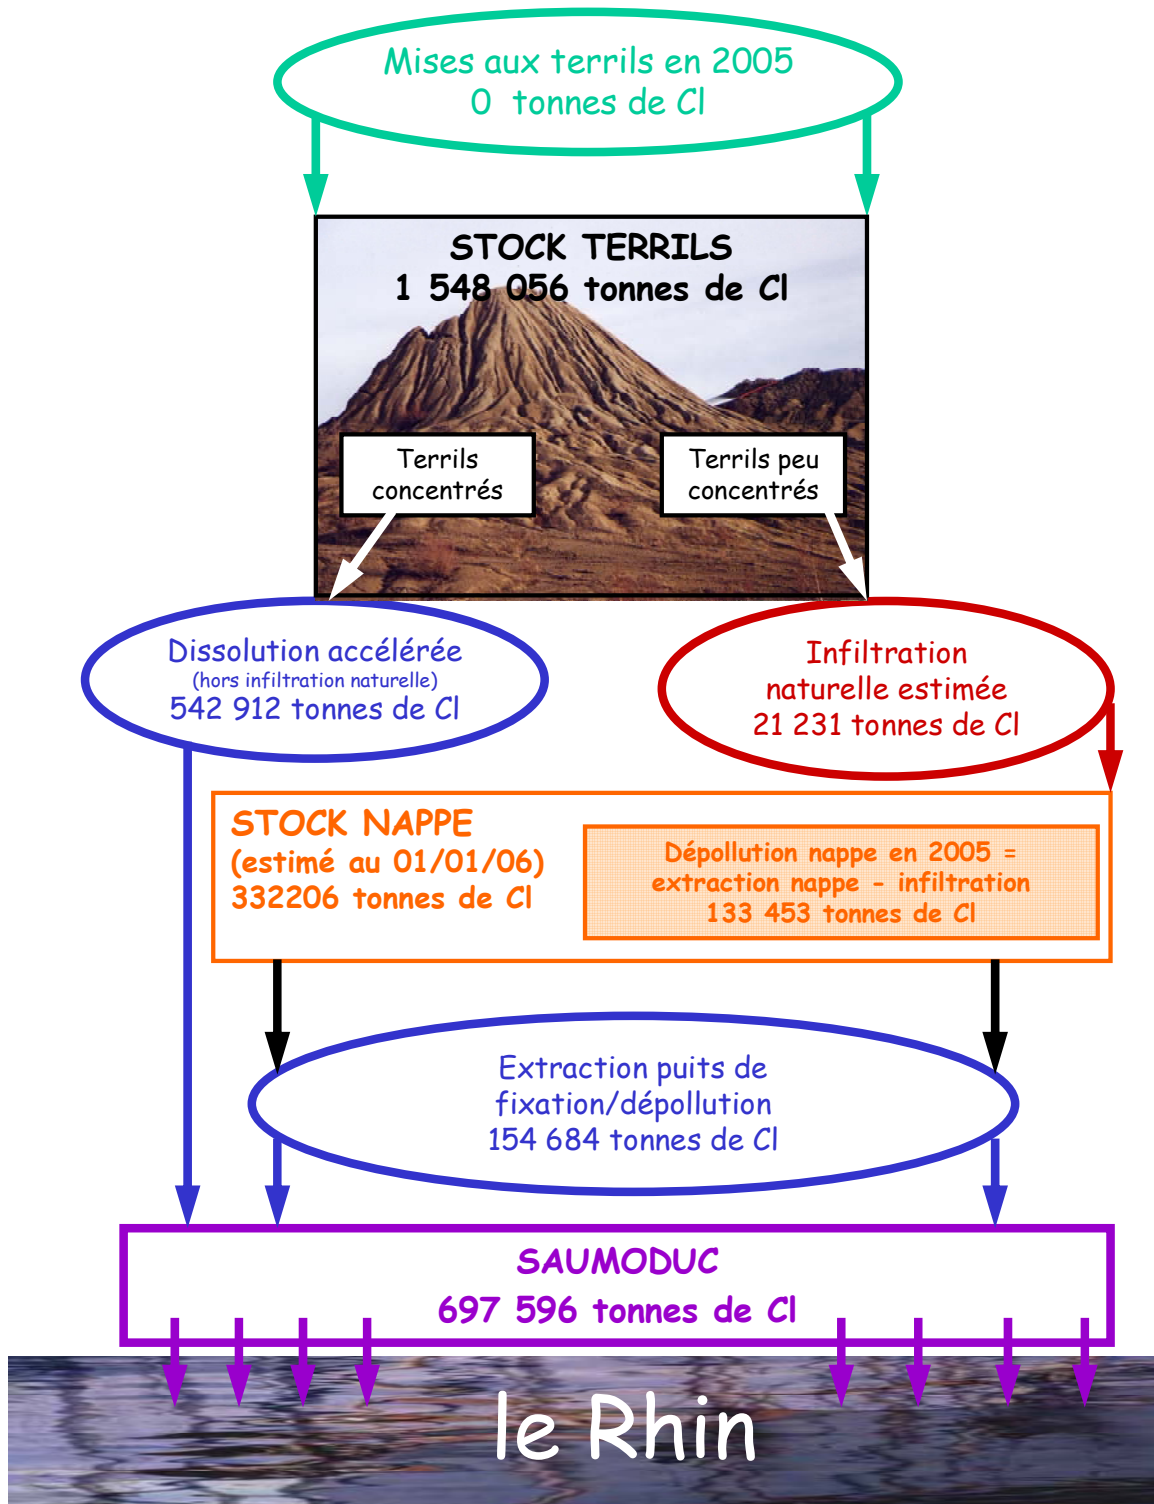 Mises aux terrils en 2005
0 tonnes de Cl
STOCK TERRILS
1 548 056 tonnes de Cl
Terrils
concentrés
Terrils peu
concentrés
Dissolution accélérée
(hors infiltration naturelle)
542 912 tonnes de Cl
Infiltration
naturelle estimée
21 231 tonnes de Cl
STOCK NAPPE
(estimé au 01/01/06)
332206 tonnes de Cl
Dépollution nappe en 2005 =
extraction nappe - infiltration
133 453 tonnes de Cl
Extraction puits de
fixation/dépollution
154 684 tonnes de Cl
SAUMODUC
697 596 tonnes de Cl
le Rhin